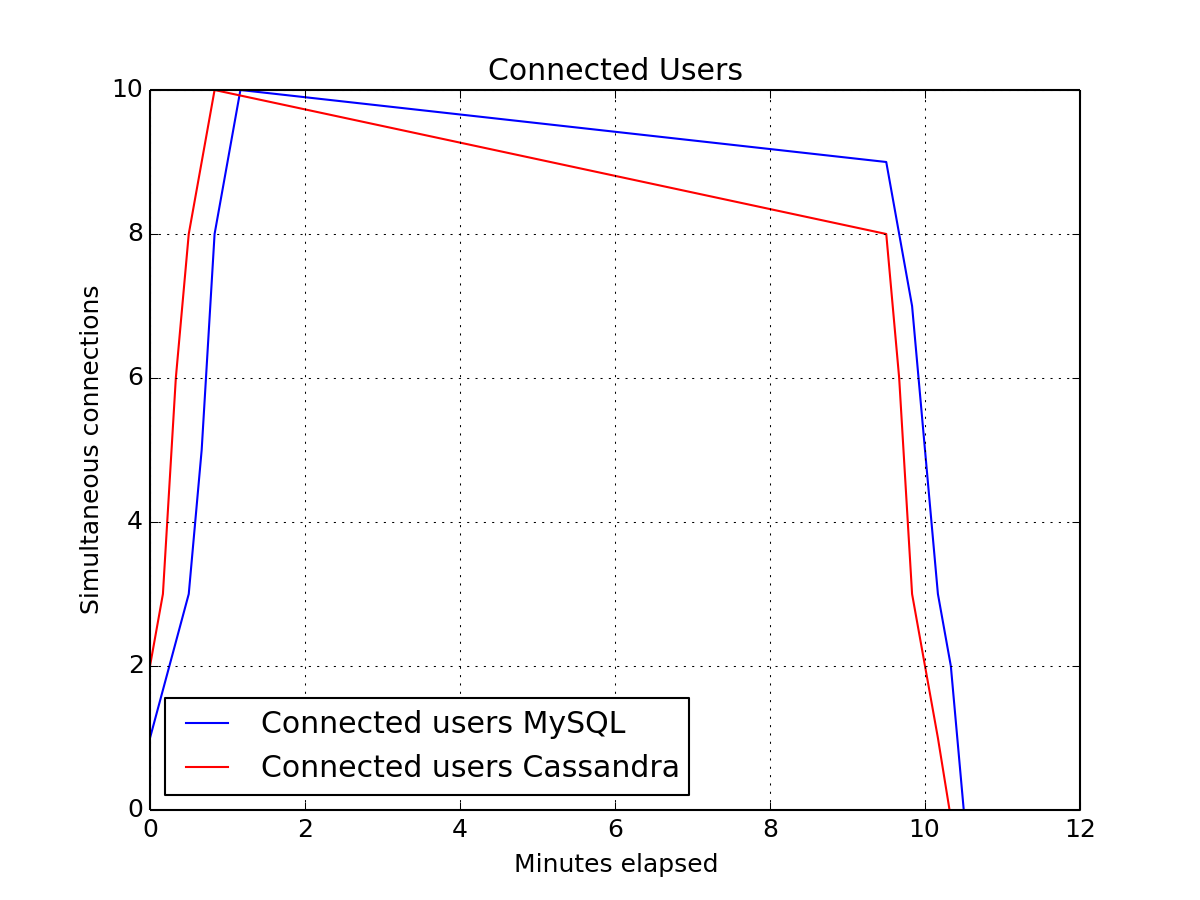 Connected Users
10
8
6
4
2
0
Simultaneous connections
Connected users MySQL
Connected users Cassandra
0 2 4 6 8 10 12
Minutes elapsed